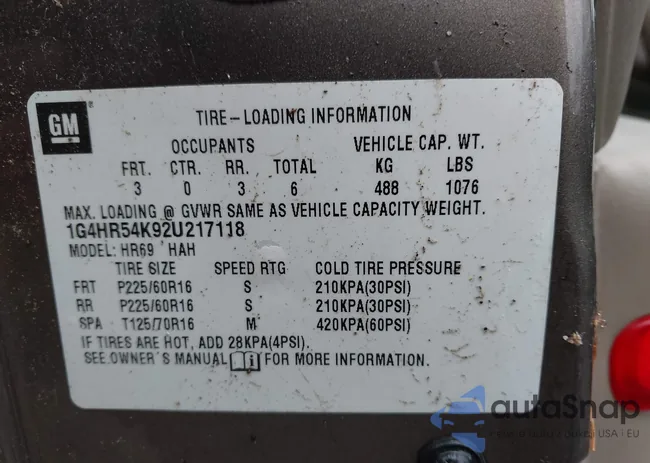 GM
TIRE-LOADING INFORMATION
OCCUPANTS VEHICLE CAP. WT.
FRT. CTR. RR. TOTAL KG LBS
3 0 3 6 488 1076
MAX. LOADING @ GVWR SAME AS VEHICLE CAPACITY WEIGHT.
1G4HR54K92U217118
MODEL: HR69 HAH
TIRE SIZE SPEED RTG COLD TIRE PRESSURE
FRT P225/60R16 S 210KPA(30PSI)
RR P225/60R16 S 210KPA(30PSI)
SPA T125/70R16 M 420KPA(60PSI)
IF TIRES ARE HOT, ADD 28KPA(4PSI)
SEE OWNER'S MANUAL FOR MORE INFORMATION.
autoSnap
USA | EU